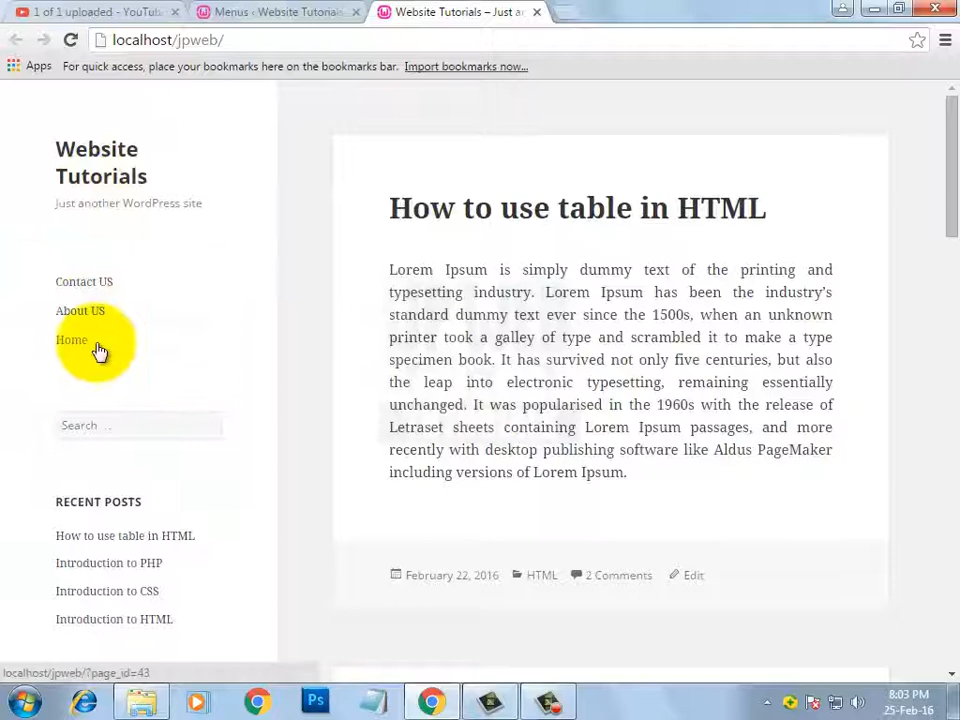 1 of 1 uploaded - YouTu
Menus ‹ Website Tutorials
Website Tutorials – Just a
localhost/jpweb/
Apps
For quick access, place your bookmarks here on the bookmarks bar. Import bookmarks now...
Website
Tutorials
Just another WordPress site
Contact US
About US
Home
Search …
RECENT POSTS
How to use table in HTML
Introduction to PHP
Introduction to CSS
Introduction to HTML
How to use table in HTML
Lorem Ipsum is simply dummy text of the printing and
typesetting industry. Lorem Ipsum has been the industry's
standard dummy text ever since the 1500s, when an unknown
printer took a galley of type and scrambled it to make a type
specimen book. It has survived not only five centuries, but also
the leap into electronic typesetting, remaining essentially
unchanged. It was popularised in the 1960s with the release of
Letraset sheets containing Lorem Ipsum passages, and more
recently with desktop publishing software like Aldus PageMaker
including versions of Lorem Ipsum.
February 22, 2016 HTML 2 Comments Edit
localhost/jpweb/?page_id=43
Ps
8:03 PM
25-Feb-16